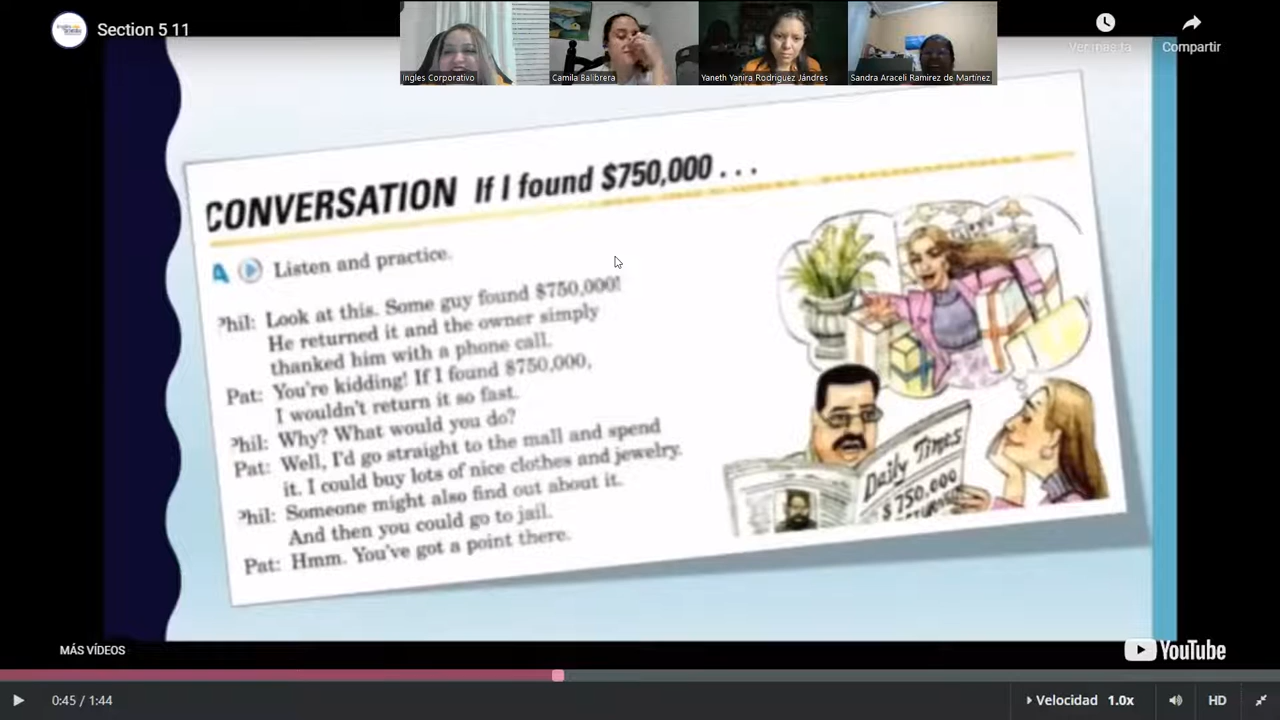 Section 5 11
Ver más ta
Compartir
Ingles Corporativo
Camila Balibrera
Yaneth Yanira Rodriguez Jándres
Sandra Araceli Ramirez de Martínez
CONVERSATION If I found $750,000 . . .
A Listen and practice.
Phil: Look at this. Some guy found $750,000!
He returned it and the owner simply
thanked him with a phone call.
Pat: You're kidding! If I found $750,000,
I wouldn't return it so fast.
Phil: Why? What would you do?
Pat: Well, I'd go straight to the mall and spend
it. I could buy lots of nice clothes and jewelry.
Phil: Someone might also find out about it.
And then you could go to jail.
Pat: Hmm. You've got a point there.
Daily Times
$750,000
MÁS VÍDEOS
YouTube
0:45 / 1:44
Velocidad 1.0x
HD